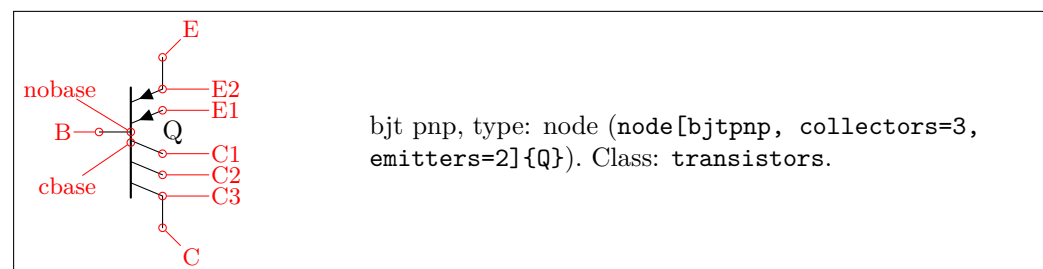 E
nobase
E2
E1
B
Q
C1
C2
cbase
C3
C
bjt pnp, type: node (node[bjtpnp, collectors=3,
emitters=2]{Q}). Class: transistors.